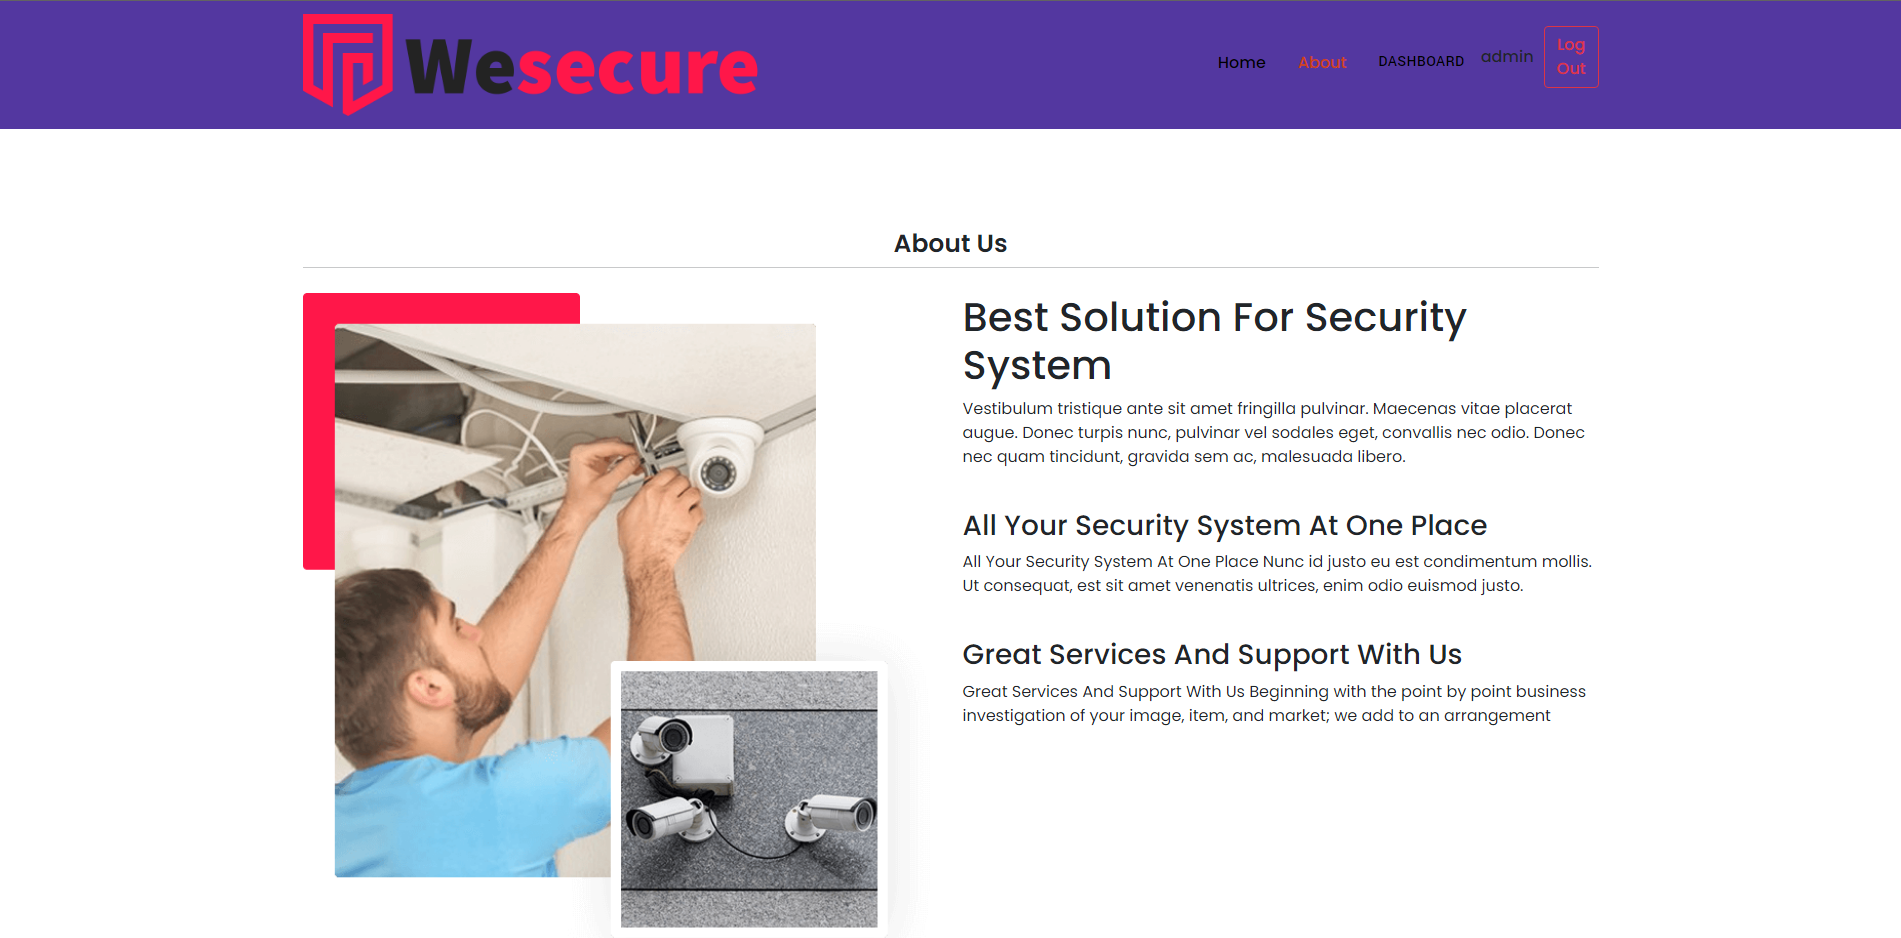 Wesecure
Home
About
DASHBOARD
admin
Log
Out
About Us
Best Solution For Security
System
Vestibulum tristique ante sit amet fringilla pulvinar. Maecenas vitae placerat
augue. Donec turpis nunc, pulvinar vel sodales eget, convallis nec odio. Donec
nec quam tincidunt, gravida sem ac, malesuada libero.
All Your Security System At One Place
All Your Security System At One Place Nunc id justo eu est condimentum mollis.
Ut consequat, est sit amet venenatis ultrices, enim odio euismod justo.
Great Services And Support With Us
Great Services And Support With Us Beginning with the point by point business
investigation of your image, item, and market; we add to an arrangement